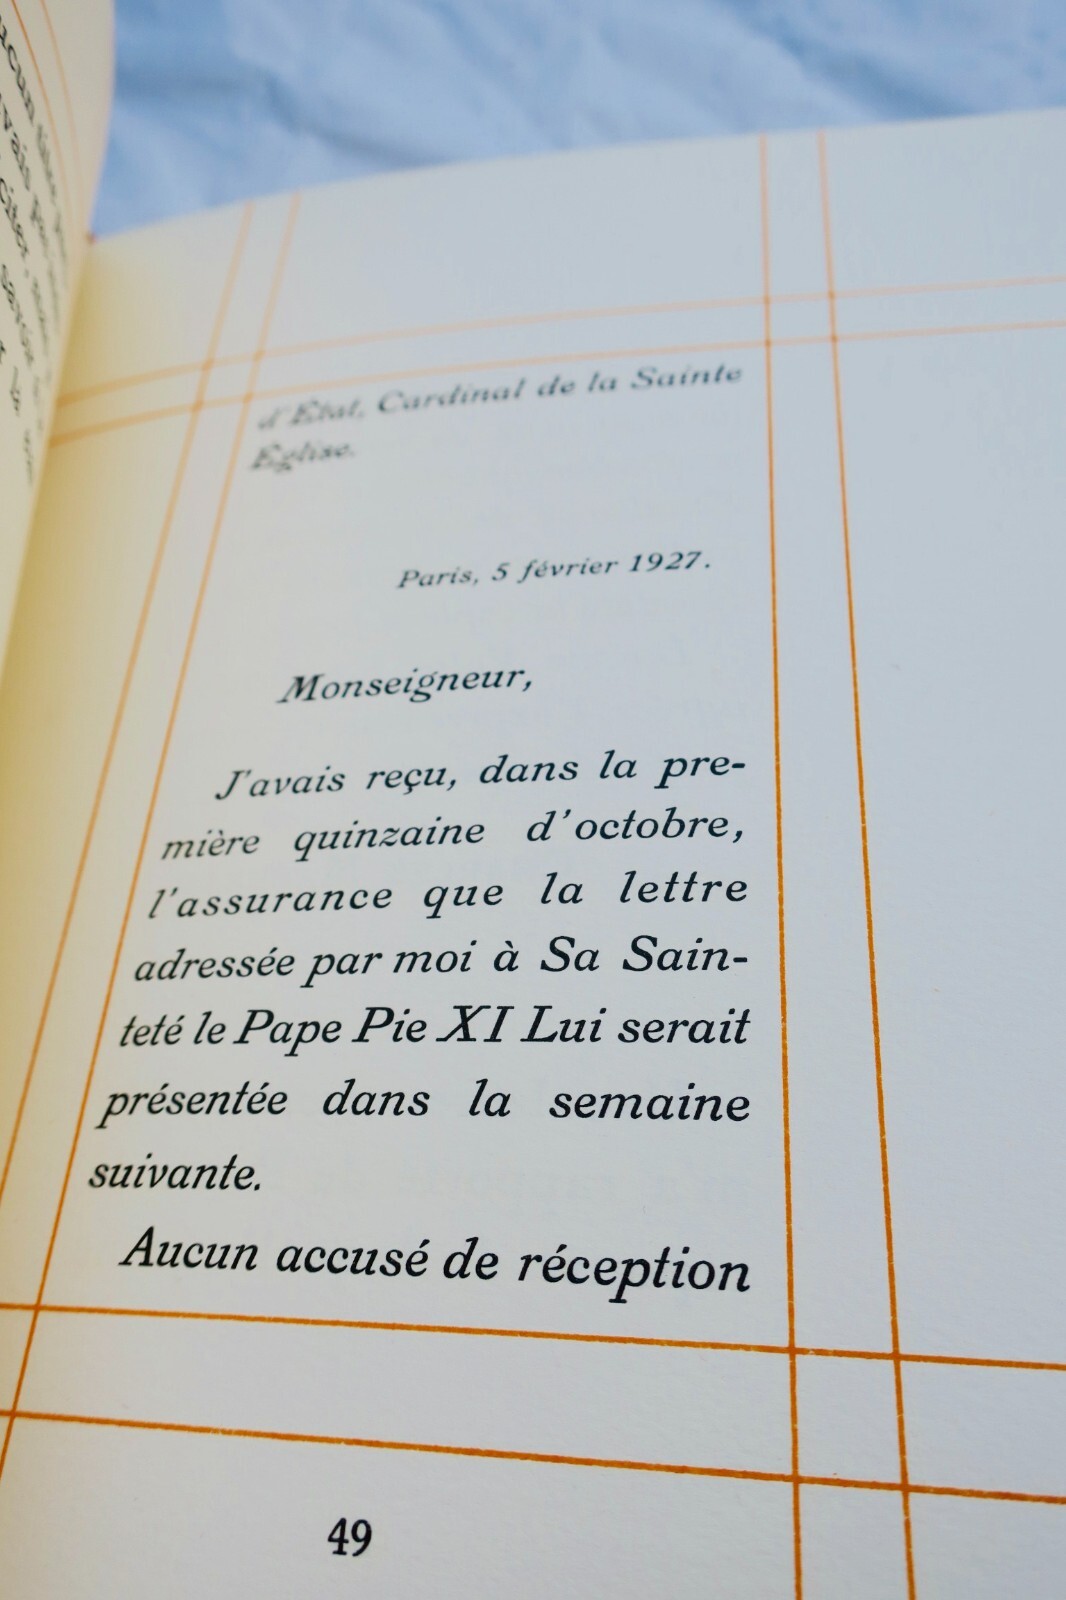 d'État, Cardinal de la Sainte
Église.
Paris, 5 février 1927.
Monseigneur,
J'avais reçu, dans la pre-
mière quinzaine d'octobre,
l'assurance que la lettre
adressée par moi à Sa Sain-
teté le Pape Pie XI Lui serait
présentée dans la semaine
suivante.
Aucun accusé de réception
49